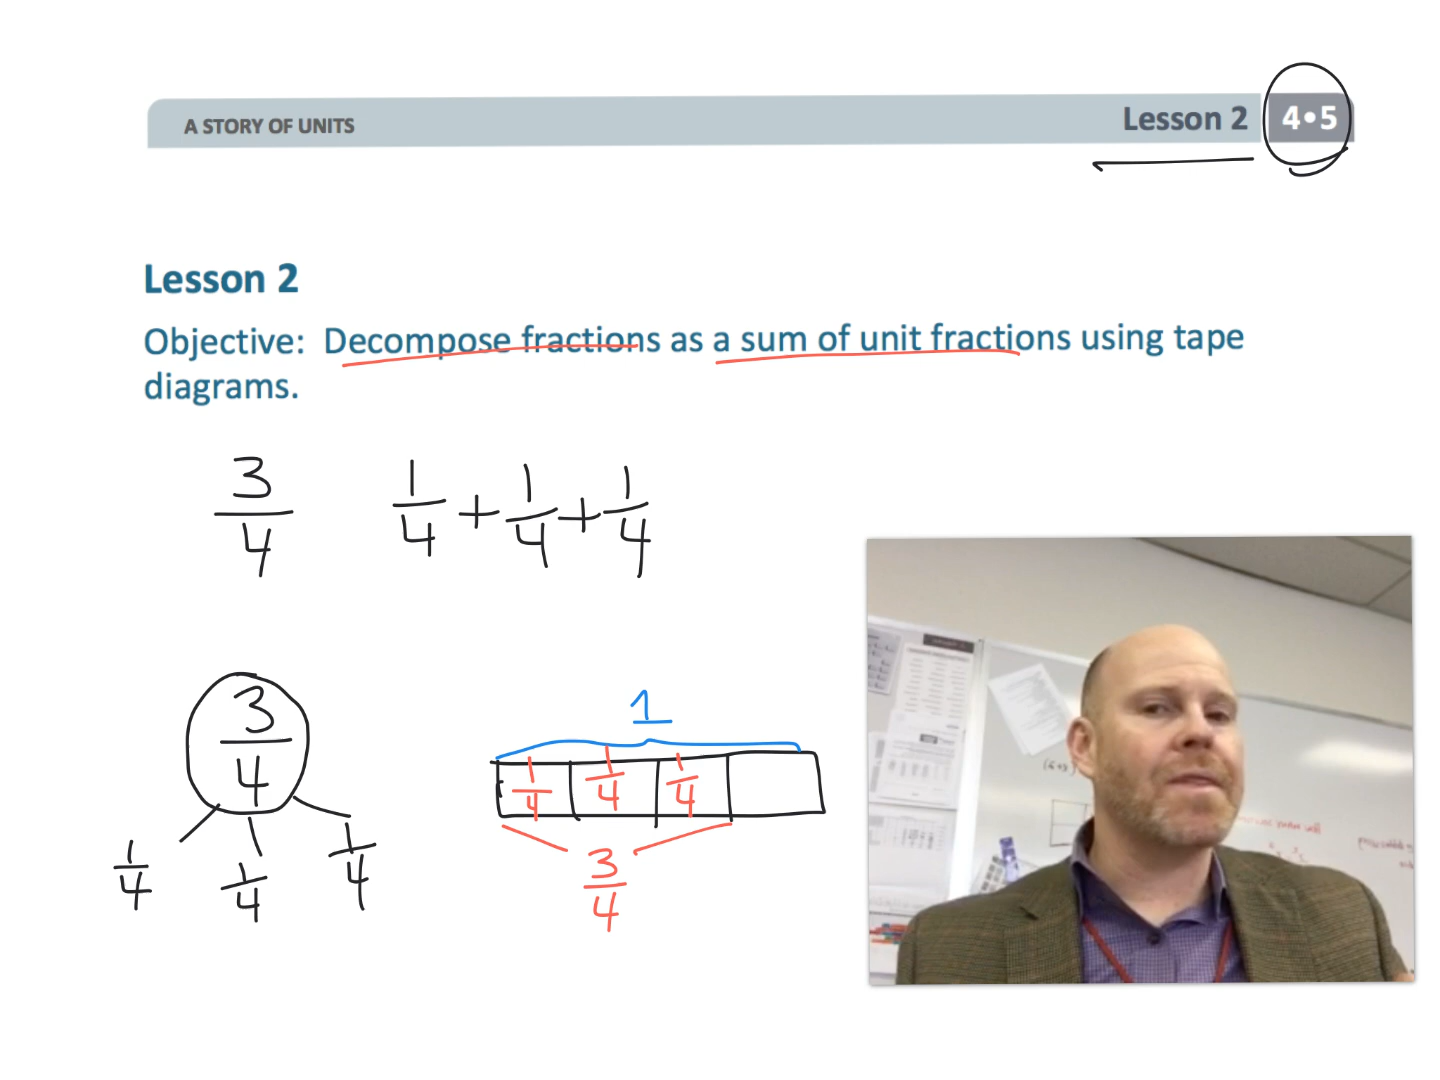 A STORY OF UNITS Lesson 2 4•5
Lesson 2
Objective: Decompose fractions as a sum of unit fractions using tape
diagrams.
3/4 1/4 + 1/4 + 1/4
3/4
1/4 1/4 1/4
1
1/4 1/4 1/4
3/4